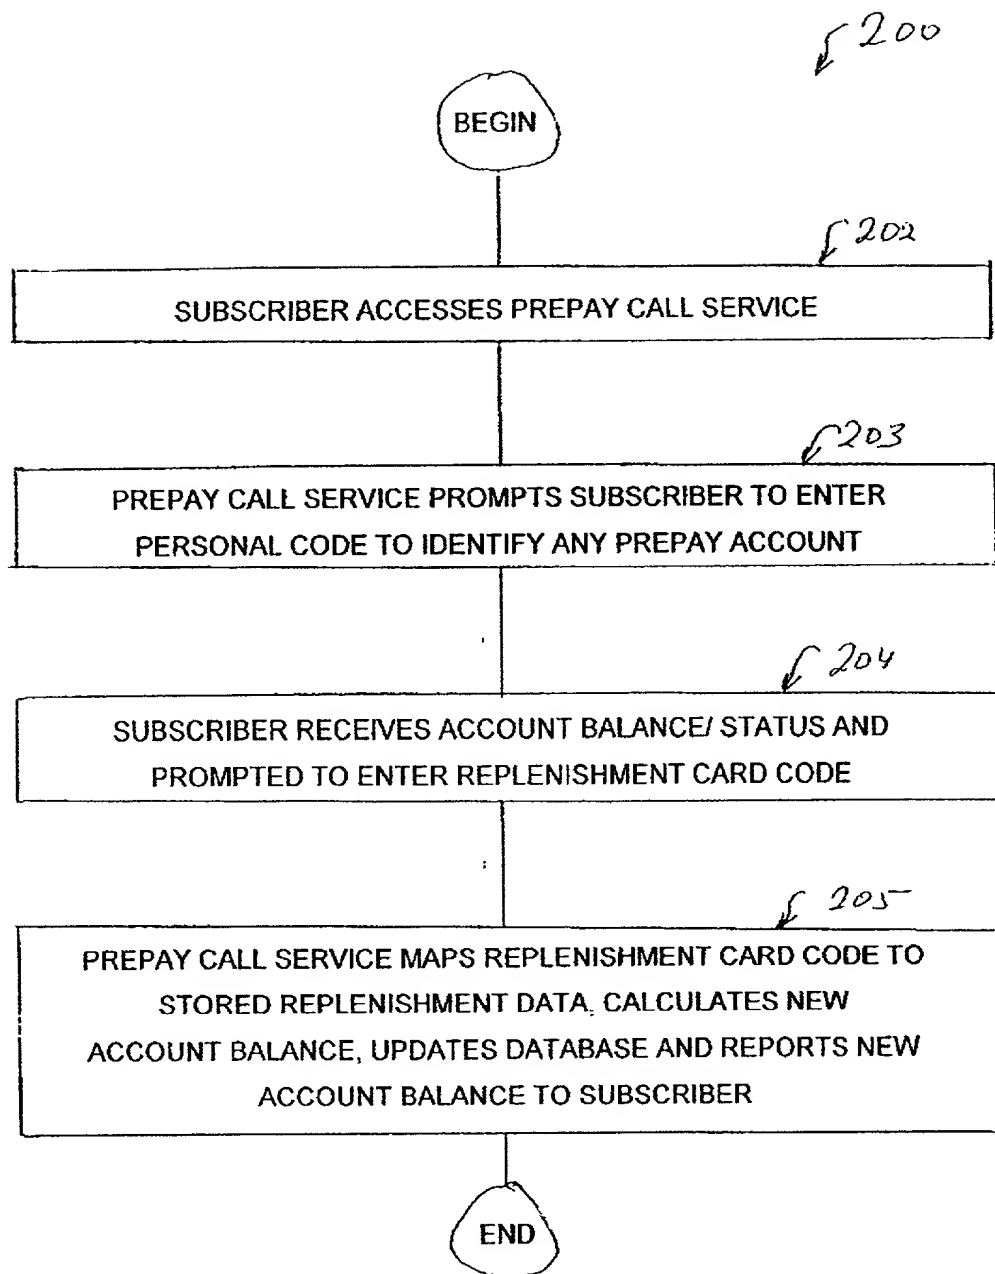 200
BEGIN
202
SUBSCRIBER ACCESSES PREPAY CALL SERVICE
203
PREPAY CALL SERVICE PROMPTS SUBSCRIBER TO ENTER
PERSONAL CODE TO IDENTIFY ANY PREPAY ACCOUNT
204
SUBSCRIBER RECEIVES ACCOUNT BALANCE/ STATUS AND
PROMPTED TO ENTER REPLENISHMENT CARD CODE
205
PREPAY CALL SERVICE MAPS REPLENISHMENT CARD CODE TO
STORED REPLENISHMENT DATA, CALCULATES NEW
ACCOUNT BALANCE, UPDATES DATABASE AND REPORTS NEW
ACCOUNT BALANCE TO SUBSCRIBER
END